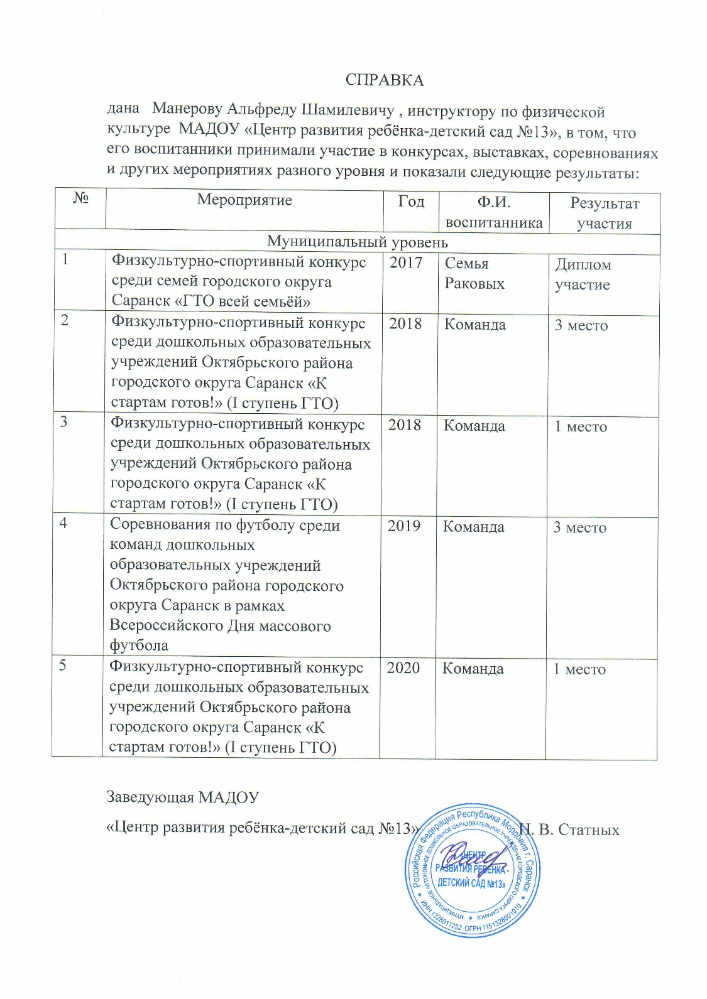 СПРАВКА
дана Манерову Альфреду Шамилевичу , инструктору по физической
культуре МАДОУ «Центр развития ребёнка-детский сад №13», в том, что
его воспитанники принимали участие в конкурсах, выставках, соревнованиях
и других мероприятиях разного уровня и показали следующие результаты:
№ Мероприятие Год Ф.И. воспитанника Результат участия
Муниципальный уровень
1 Физкультурно-спортивный конкурс 2017 Семья Диплом
среди семей городского округа Раковых участие
Саранск «ГТО всей семьёй»
2 Физкультурно-спортивный конкурс 2018 Команда 3 место
среди дошкольных образовательных
учреждений Октябрьского района
городского округа Саранск «К
стартам готов!» (I ступень ГТО)
3 Физкультурно-спортивный конкурс 2018 Команда 1 место
среди дошкольных образовательных
учреждений Октябрьского района
городского округа Саранск «К
стартам готов!» (I ступень ГТО)
4 Соревнования по футболу среди 2019 Команда 3 место
команд дошкольных
образовательных учреждений
Октябрьского района городского
округа Саранск в рамках
Всероссийского Дня массового
футбола
5 Физкультурно-спортивный конкурс 2020 Команда 1 место
среди дошкольных образовательных
учреждений Октябрьского района
городского округа Саранск «К
стартам готов!» (I ступень ГТО)
Заведующая МАДОУ
«Центр развития ребёнка-детский сад №13» Н. В. Статных
Российская Федерация Республика Мордовия г. Саранск
ИНН 1328011252 ОГРН 1151328001010
МУНИЦИПАЛЬНОЕ АВТОНОМНОЕ ДОШКОЛЬНОЕ ОБРАЗОВАТЕЛЬНОЕ УЧРЕЖДЕНИЕ ГОРОДСКОГО ОКРУГА САРАНСК
«ЦЕНТР
РАЗВИТИЯ РЕБЕНКА -
ДЕТСКИЙ САД №13»